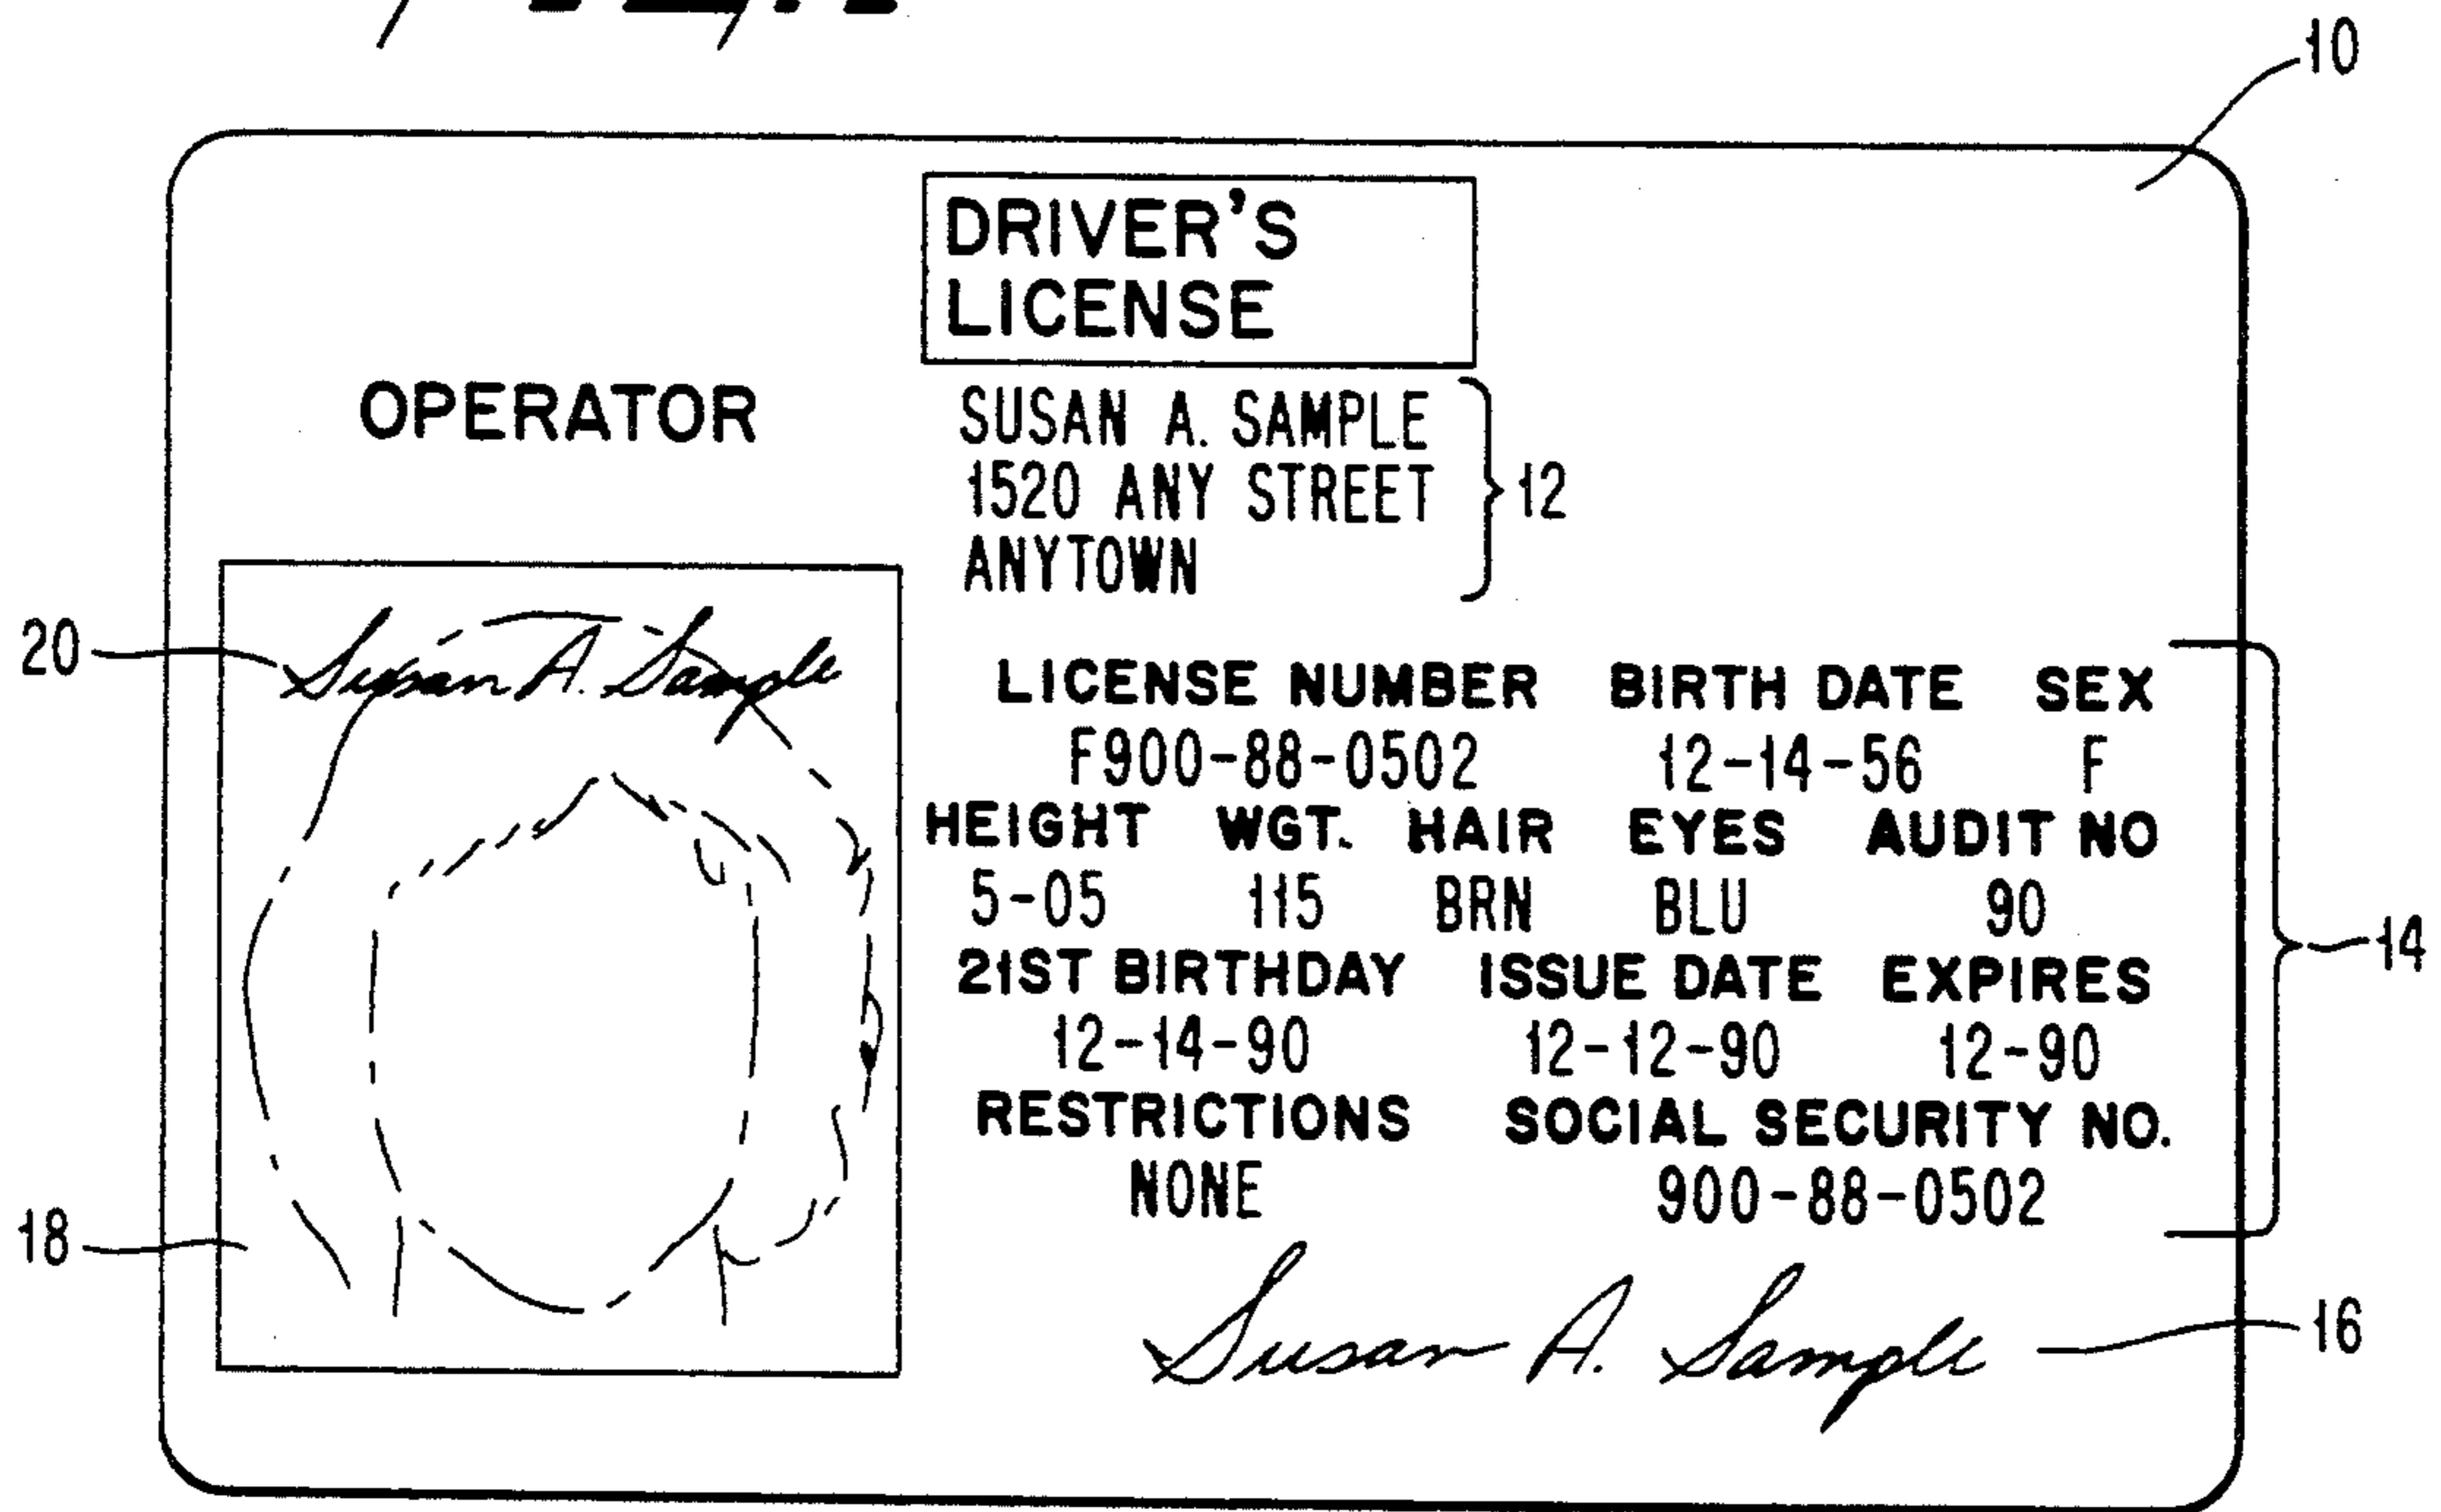 10
DRIVER'S
LICENSE
OPERATOR
SUSAN A. SAMPLE
1520 ANY STREET
ANYTOWN
12
20
Susan A. Sample
LICENSE NUMBER BIRTH DATE SEX
F900-88-0502 12-14-56 F
HEIGHT WGT. HAIR EYES AUDIT NO
5-05 115 BRN BLU 90
14
21ST BIRTHDAY ISSUE DATE EXPIRES
12-14-90 12-12-90 12-90
RESTRICTIONS SOCIAL SECURITY NO.
NONE 900-88-0502
18
Susan A. Sample
16